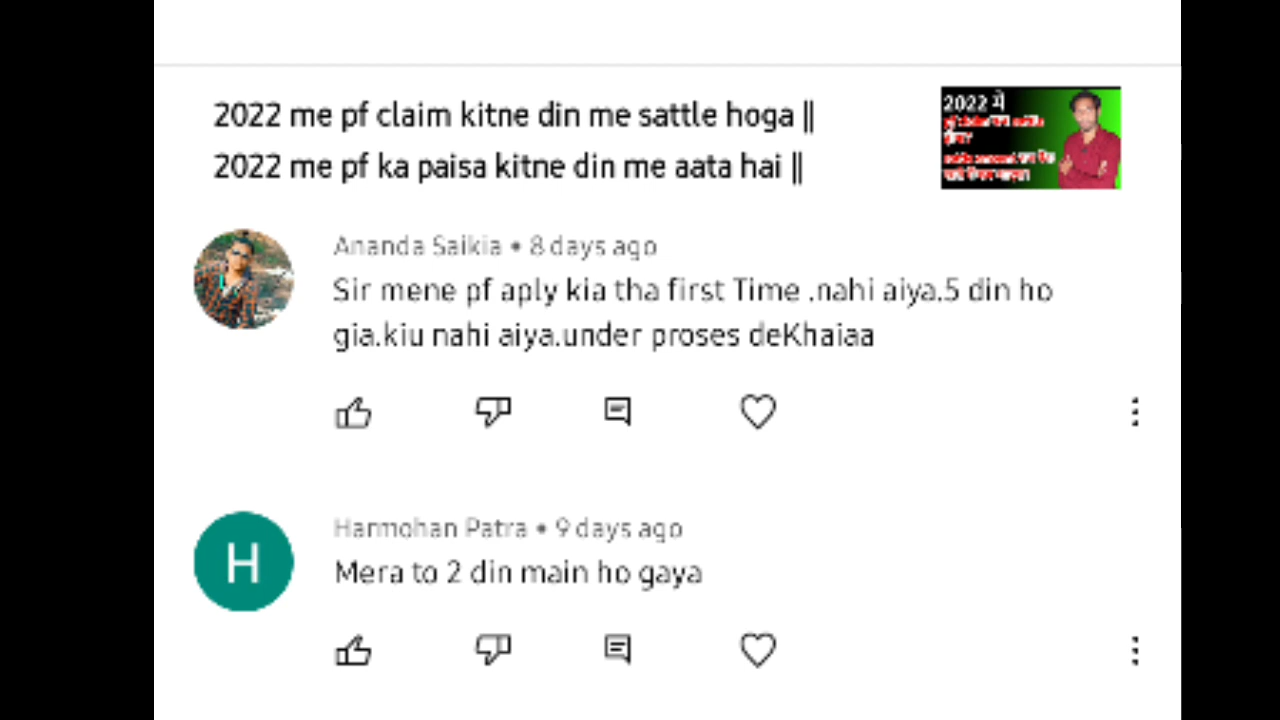 2022 me pf claim kitne din me sattle hoga ||
2022 me pf ka paisa kitne din me aata hai ||
2022 में
Ananda Saikia • 8 days ago
Sir mene pf aply kia tha first Time .nahi aiya.5 din ho
gia.kiu nahi aiya.under proses deKhaiaa
H
Harmohan Patra • 9 days ago
Mera to 2 din main ho gaya